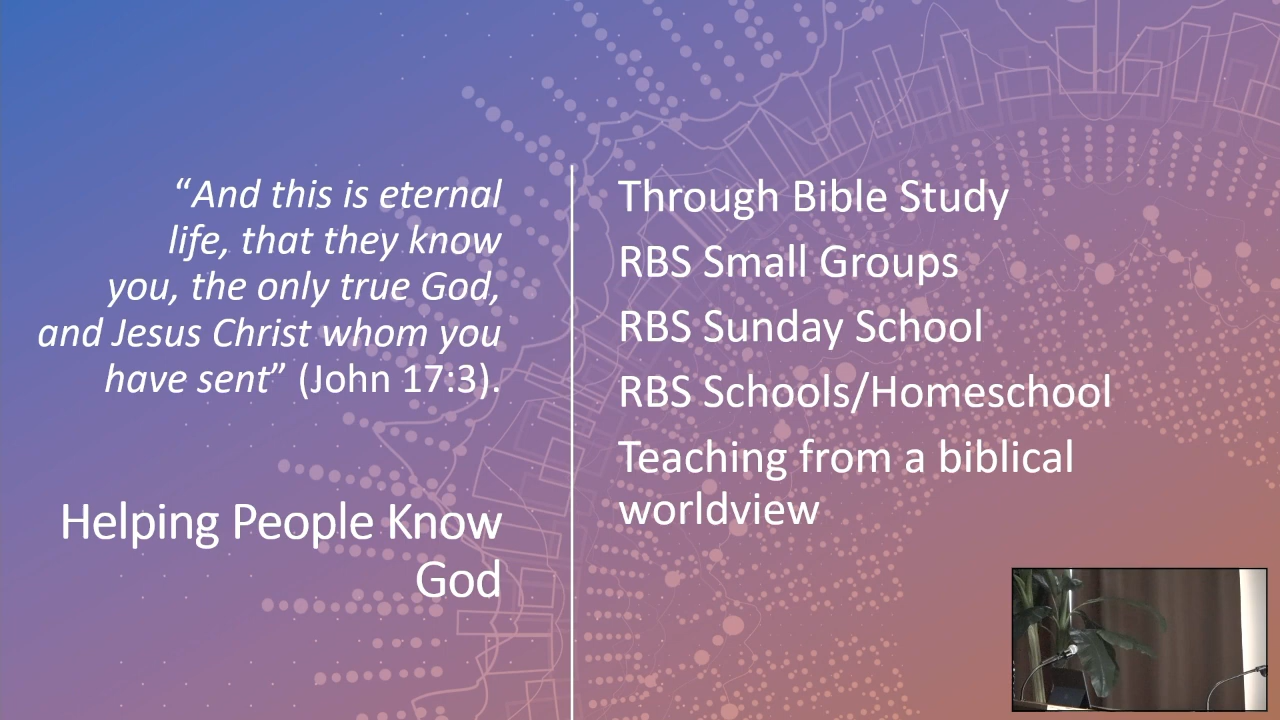 “And this is eternal
life, that they know
you, the only true God,
and Jesus Christ whom you
have sent” (John 17:3).
Helping People Know
God
Through Bible Study
RBS Small Groups
RBS Sunday School
RBS Schools/Homeschool
Teaching from a biblical
worldview